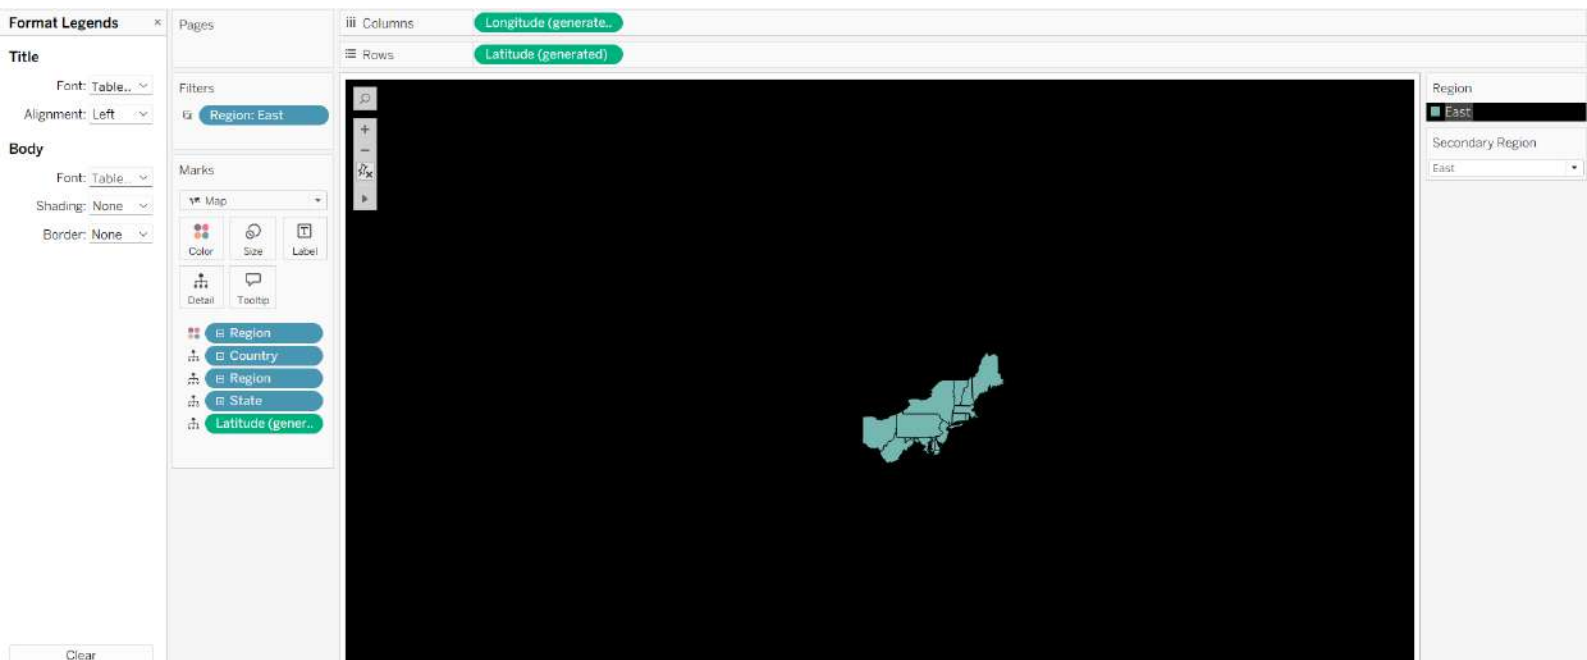 Format Legends ×
Title
Font: Table..
Alignment: Left
Body
Font: Table..
Shading: None
Border: None
Clear
Pages
Filters
Region: East
Marks
Map
Color Size Label
Detail Tooltip
Region
Country
Region
State
Latitude (gener..
Columns Longitude (generate..
Rows Latitude (generated)
Region
East
Secondary Region
East